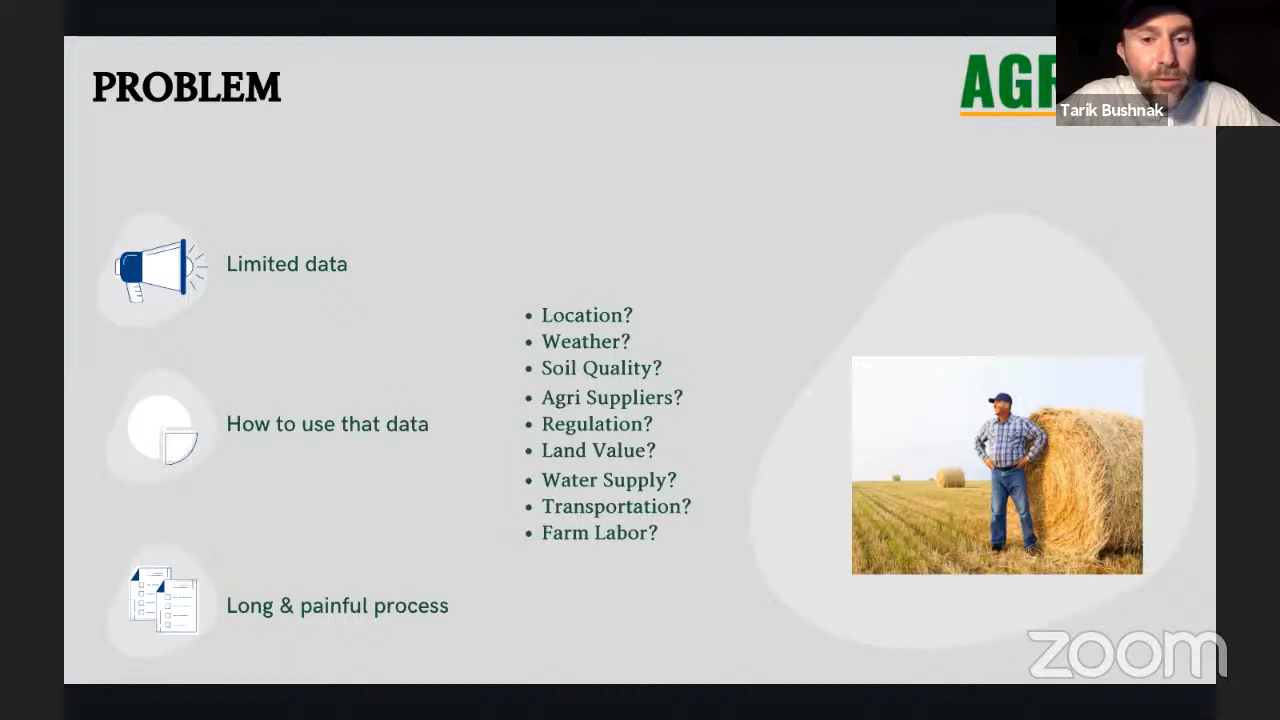 PROBLEM
AGR
Tarik Bushnak
Limited data
How to use that data
Long & painful process
• Location?
• Weather?
• Soil Quality?
• Agri Suppliers?
• Regulation?
• Land Value?
• Water Supply?
• Transportation?
• Farm Labor?
zoom